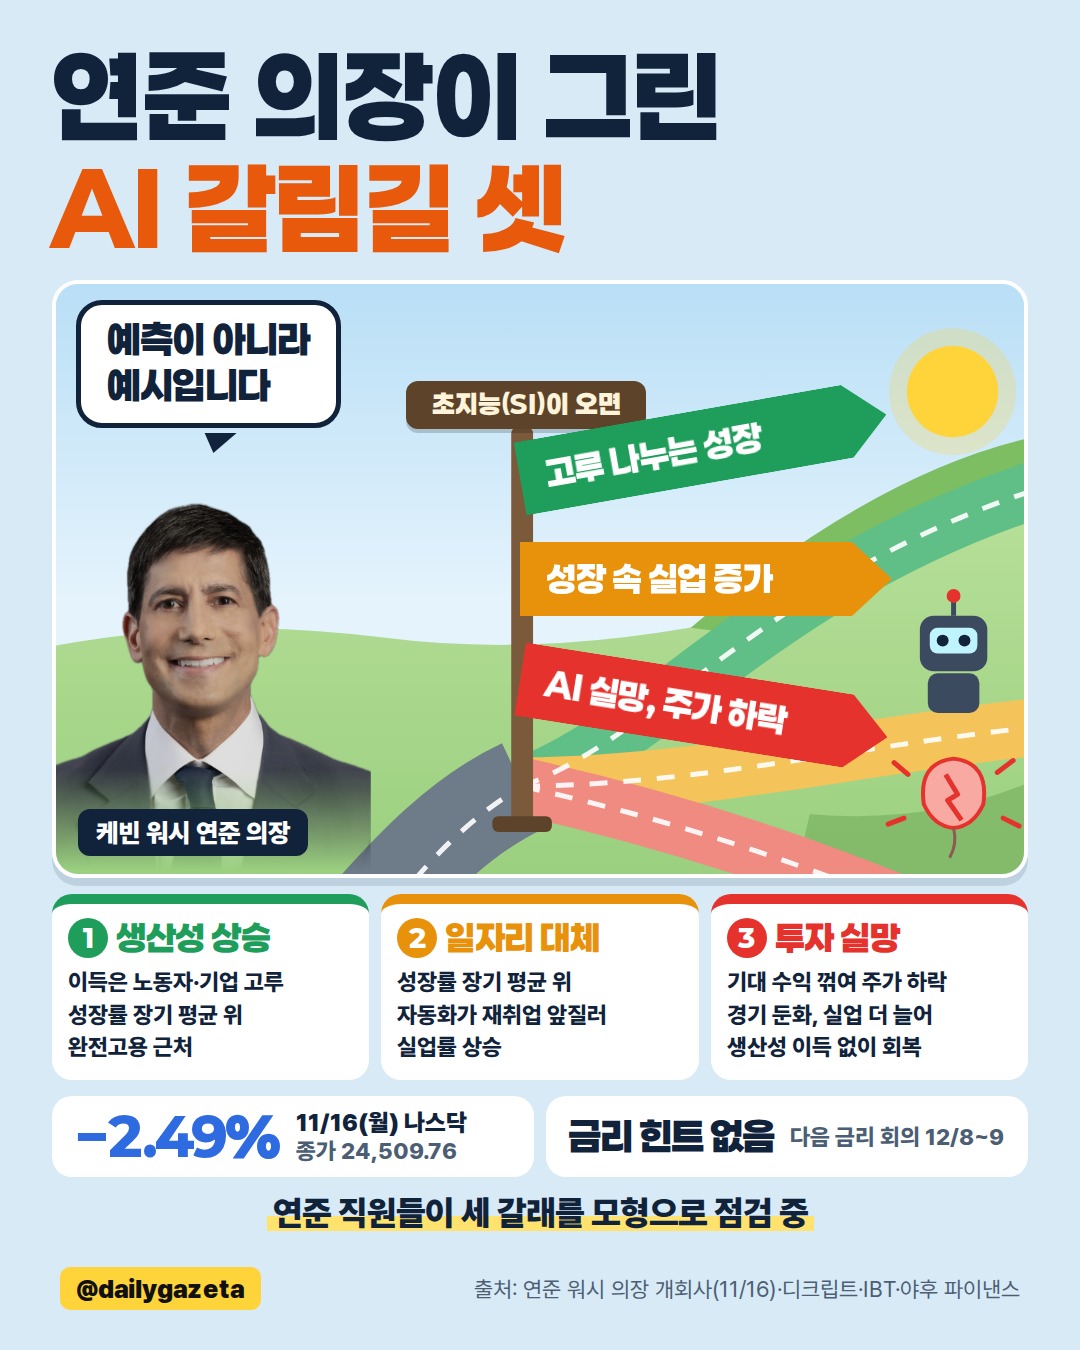 연준 의장이 그린
AI 갈림길 셋
예측이 아니라
예시입니다
초지능(SI)이 오면
고루 나누는 성장
성장 속 실업 증가
AI 실망, 주가 하락
케빈 워시 연준 의장
1 생산성 상승
이득은 노동자·기업 고루
성장률 장기 평균 위
완전고용 근처
2 일자리 대체
성장률 장기 평균 위
자동화가 재취업 앞질러
실업률 상승
3 투자 실망
기대 수익 꺾여 주가 하락
경기 둔화, 실업 더 늘어
생산성 이득 없이 회복
−2.49%
11/16(월) 나스닥
종가 24,509.76
금리 힌트 없음 다음 금리 회의 12/8~9
연준 직원들이 세 갈래를 모형으로 점검 중
@dailygazeta
출처: 연준 워시 의장 개회사(11/16)·디크립트·IBT·야후 파이낸스